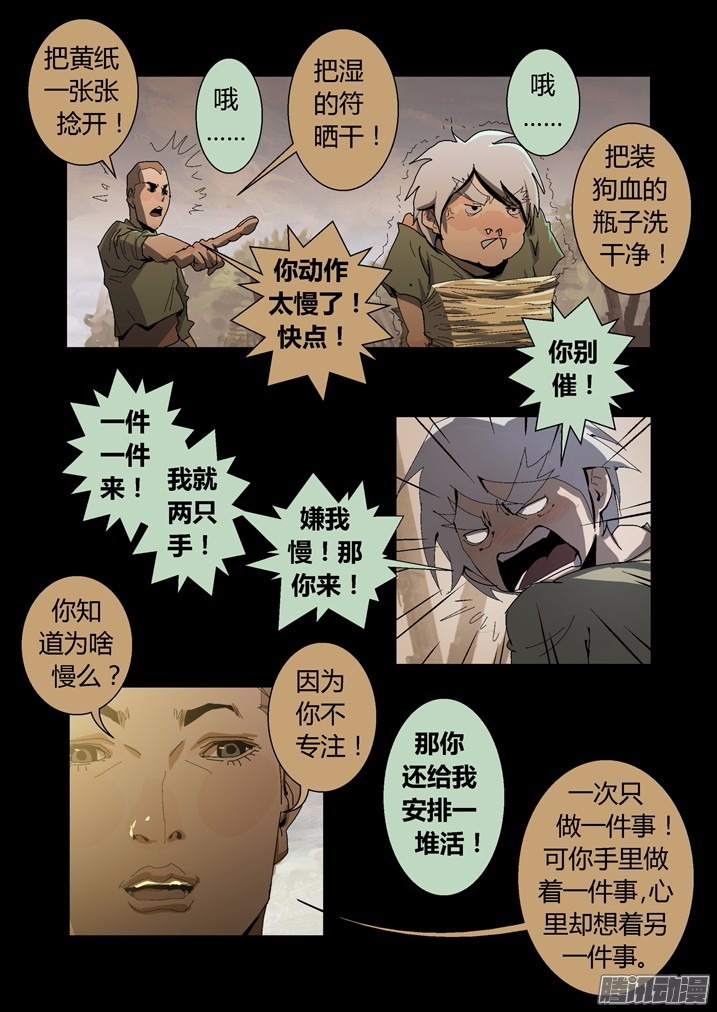 把黄纸
一张张
捻开！
哦
……
把湿
的符
晒干！
哦
……
把装
狗血的
瓶子洗
干净！
你动作
太慢了！
快点！
你别
催！
一件
一件
来！
我就
两只
手！
嫌我
慢！那
你来！
你知
道为啥
慢么？
因为
你不
专注！
那你
还给我
安排一
堆活！
一次只
做一件事！
可你手里做
着一件事，心
里却想着另
一件事。
腾讯动漫